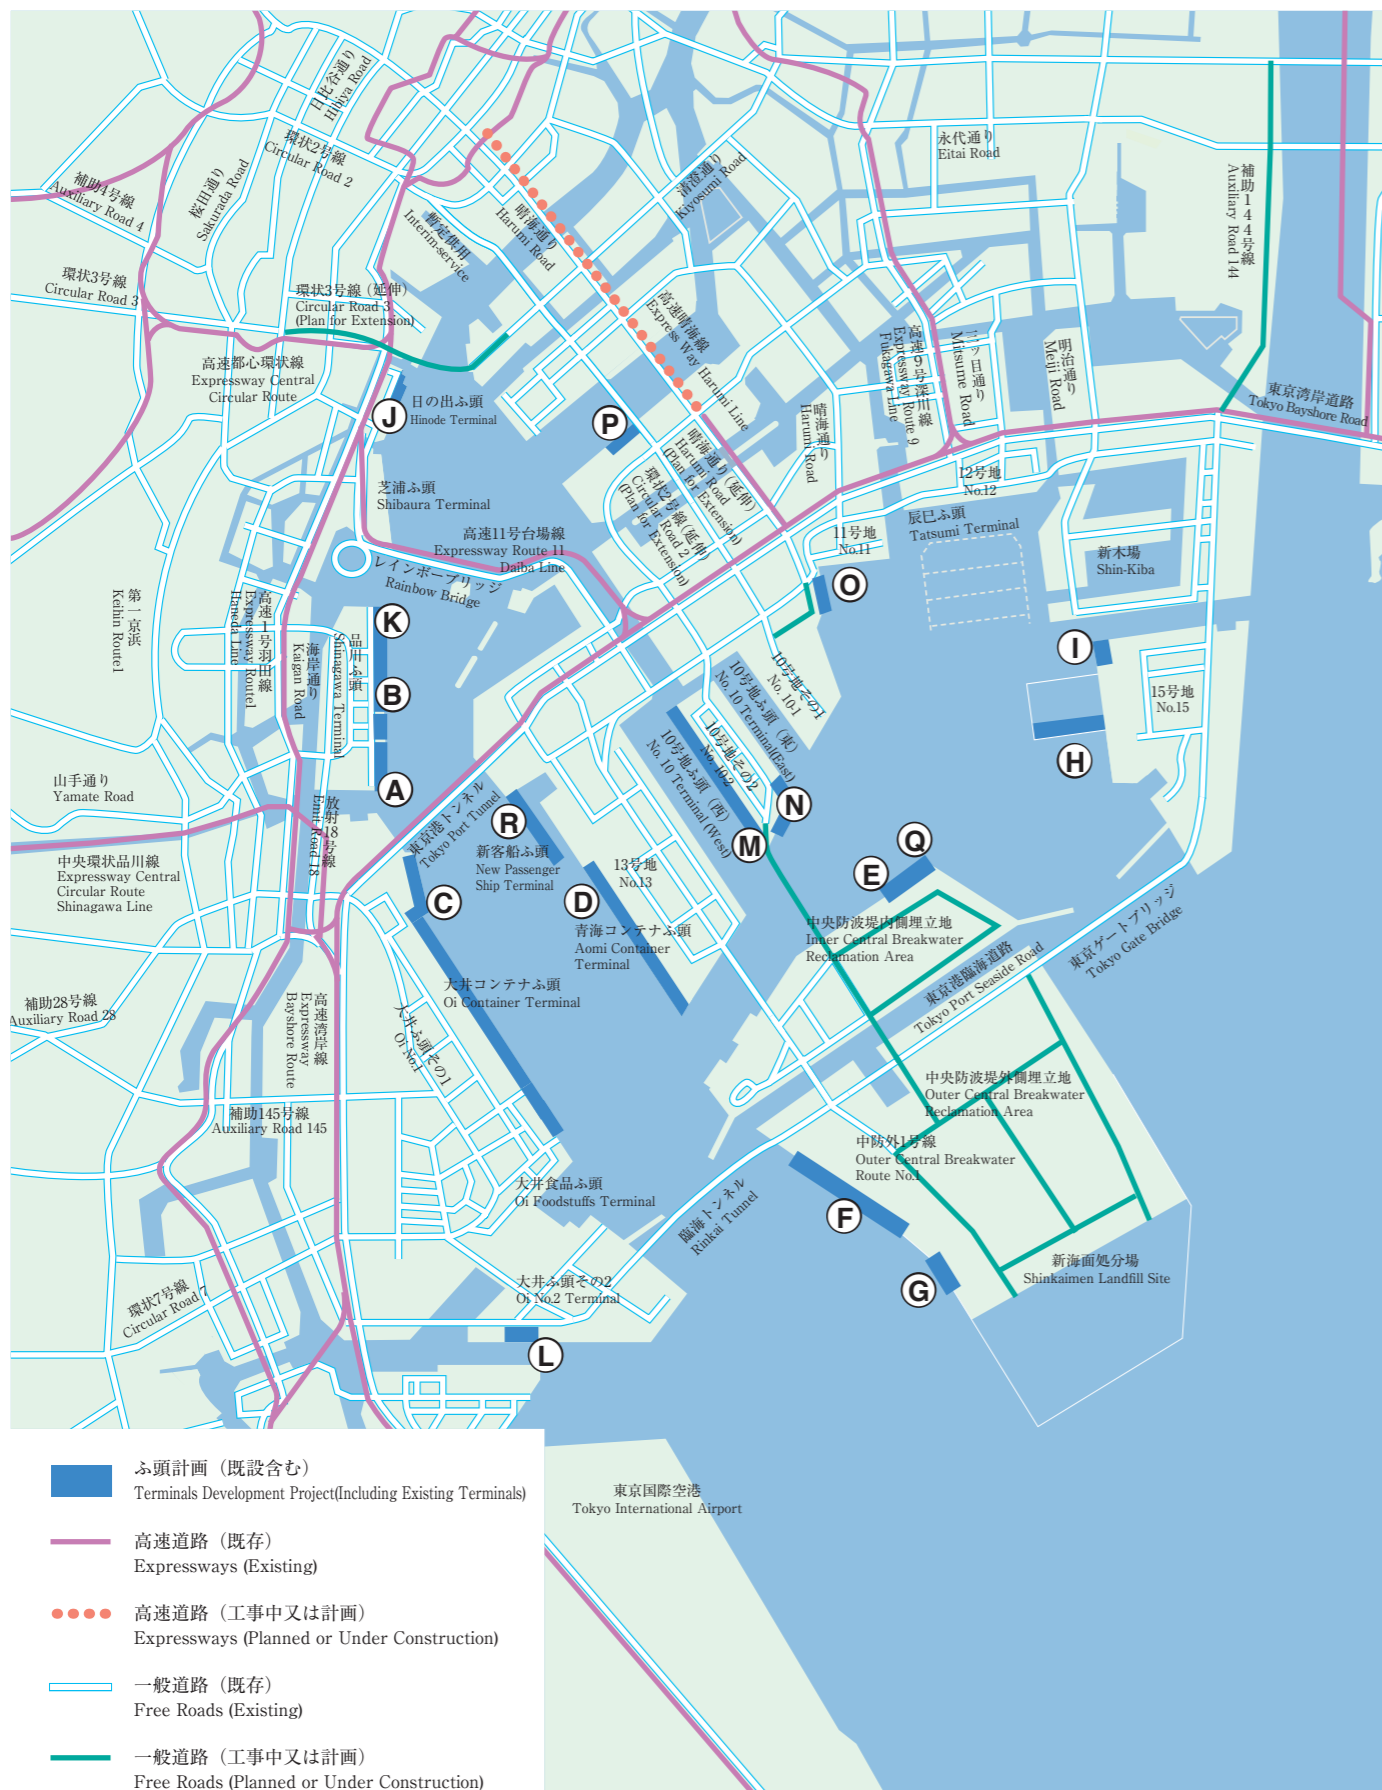 日比谷通り
Hibiya Road
環状2号線
Circular Road 2
補助4号線
Auxiliary Road 4
桜田通り
Sakurada Road
環状3号線
Circular Road 3
環状3号線（延伸）
Circular Road 3
(Plan for Extension)
暫定供用
Interim-service
晴海通り
Harumi Road
清澄通り
Kiyosumi Road
永代通り
Eitai Road
補助144号線
Auxiliary Road 144
高速晴海線
Express Way Harumi Line
高速都心環状線
Expressway Central
Circular Route
J
日の出ふ頭
Hinode Terminal
P
晴海通り
Harumi Road
高速9号深川線
Expressway Route 9
Fukagawa Line
三ッ目通り
Mitsume Road
明治通り
Meiji Road
東京湾岸道路
Tokyo Bayshore Road
晴海通り（延伸）
Harumi Road
(Plan for Extension)
環状2号線（延伸）
Circular Road 2
(Plan for Extension)
12号地
No.12
芝浦ふ頭
Shibaura Terminal
辰巳ふ頭
Tatsumi Terminal
11号地
No.11
高速11号台場線
Expressway Route 11
Daiba Line
レインボーブリッジ
Rainbow Bridge
新木場
Shin-Kiba
O
第一京浜
Keihin Route1
高速1号羽田線
Expressway Route1
Haneda Line
海岸通り
Kaigan Road
品川ふ頭
Shinagawa Terminal
K
B
A
I
15号地
No.15
H
10号地その1
No. 10-1
10号地ふ頭（東）
No. 10 Terminal(East)
10号地その2
No. 10-2
10号地ふ頭（西）
No. 10 Terminal (West)
N
M
山手通り
Yamate Road
放射18号線
Emit Road 18
東京港トンネル
Tokyo Port Tunnel
R
新客船ふ頭
New Passenger
Ship Terminal
13号地
No.13
Q
E
中央環状品川線
Expressway Central
Circular Route
Shinagawa Line
C
D
青海コンテナふ頭
Aomi Container
Terminal
中央防波堤内側埋立地
Inner Central Breakwater
Reclamation Area
東京港臨海道路
Tokyo Port Seaside Road
東京ゲートブリッジ
Tokyo Gate Bridge
大井コンテナふ頭
Oi Container Terminal
補助28号線
Auxiliary Road 28
高速湾岸線
Expressway
Bayshore Route
大井ふ頭その1
Oi No.1
中央防波堤外側埋立地
Outer Central Breakwater
Reclamation Area
補助145号線
Auxiliary Road 145
中防外1号線
Outer Central Breakwater
Route No.1
大井食品ふ頭
Oi Foodstuffs Terminal
臨海トンネル
Rinkai Tunnel
F
G
新海面処分場
Shinkaimen Landfill Site
環状7号線
Circular Road 7
大井ふ頭その2
Oi No.2 Terminal
L
東京国際空港
Tokyo International Airport
ふ頭計画（既設含む）
Terminals Development Project(Including Existing Terminals)
高速道路（既存）
Expressways (Existing)
高速道路（工事中又は計画）
Expressways (Planned or Under Construction)
一般道路（既存）
Free Roads (Existing)
一般道路（工事中又は計画）
Free Roads (Planned or Under Construction)